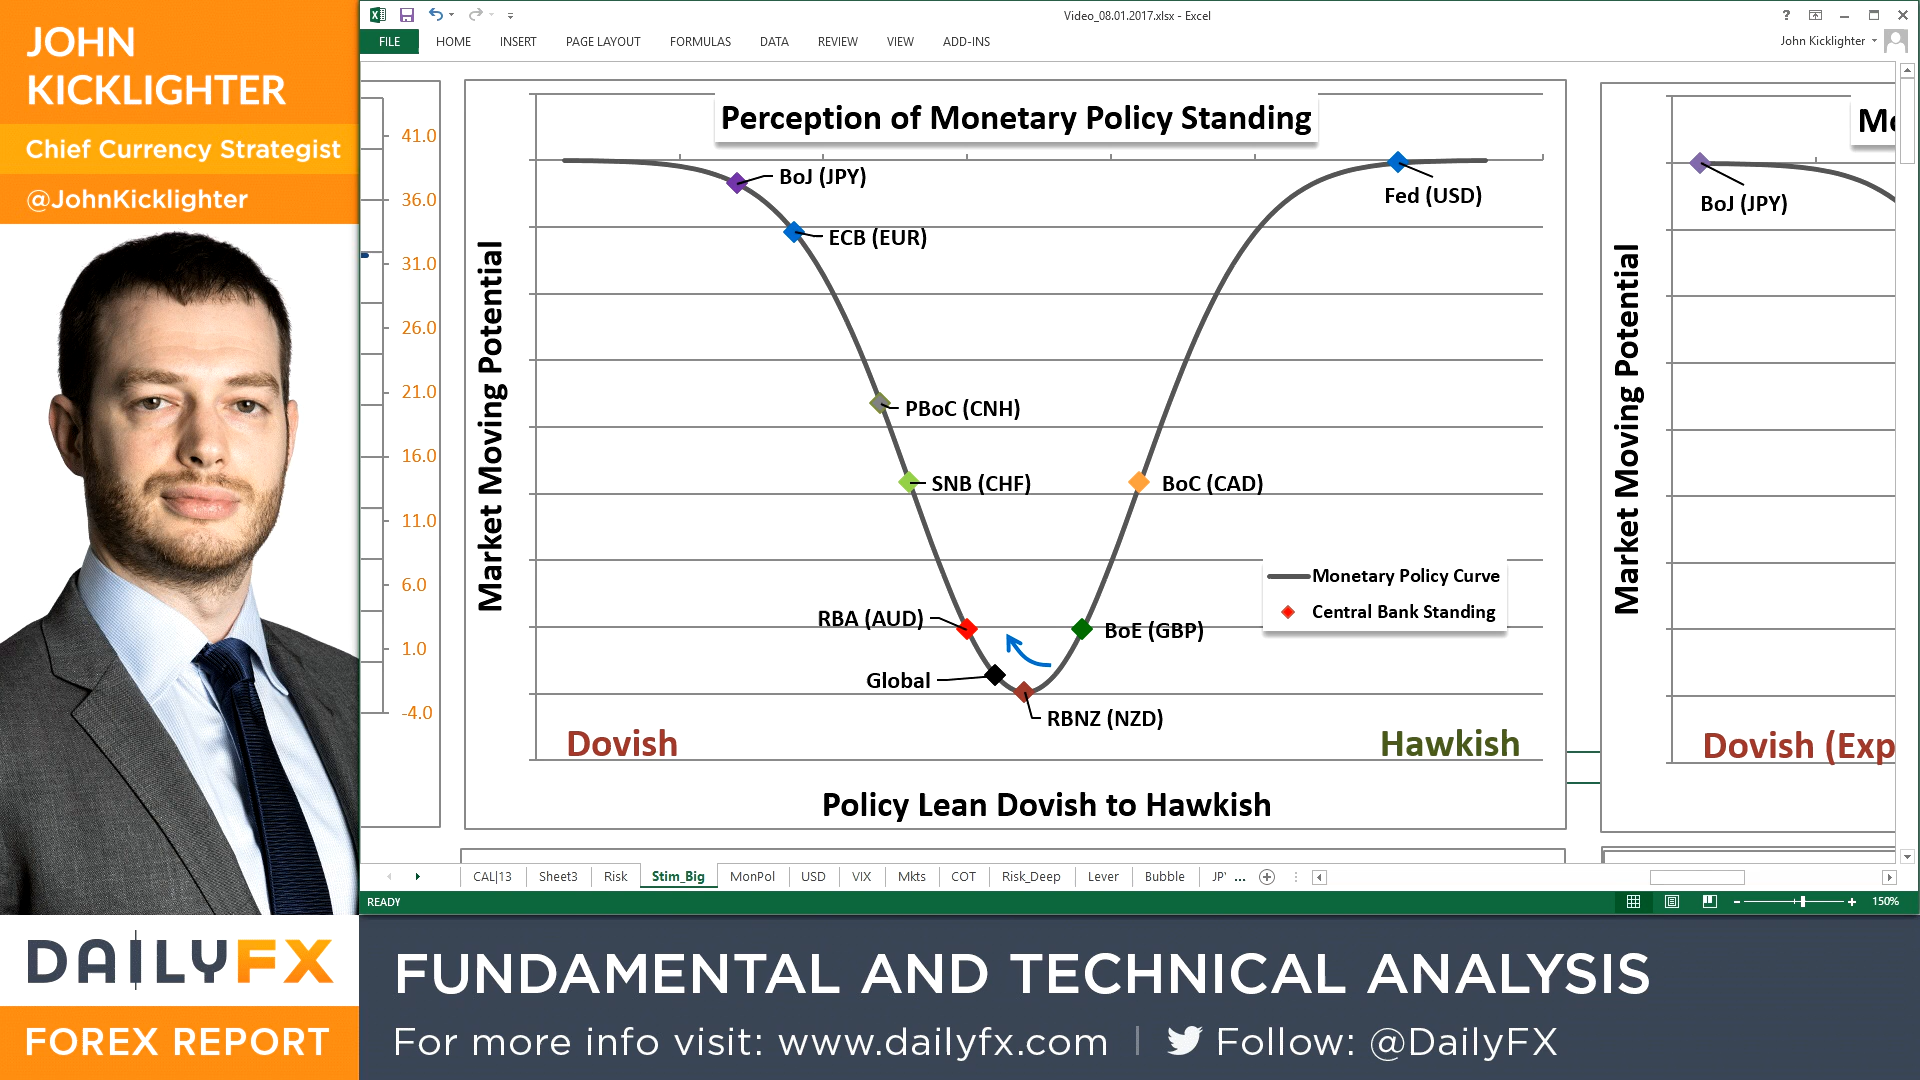 JOHN
KICKLIGHTER
Chief Currency Strategist
@JohnKicklighter
Video_08.01.2017.xlsx - Excel
?
FILE HOME INSERT PAGE LAYOUT FORMULAS DATA REVIEW VIEW ADD-INS
John Kicklighter
41.0
36.0
31.0
26.0
21.0
16.0
11.0
6.0
1.0
-4.0
Perception of Monetary Policy Standing
Market Moving Potential
BoJ (JPY)
Fed (USD)
ECB (EUR)
PBoC (CNH)
SNB (CHF)
BoC (CAD)
Monetary Policy Curve
Central Bank Standing
RBA (AUD)
BoE (GBP)
Global
RBNZ (NZD)
Dovish
Hawkish
Policy Lean Dovish to Hawkish
Mo
BoJ (JPY)
Market Moving Potential
Dovish (Exp
CAL|13 Sheet3 Risk Stim_Big MonPol USD VIX Mkts COT Risk_Deep Lever Bubble JPY ...
READY
150%
DAILYFX
FOREX REPORT
FUNDAMENTAL AND TECHNICAL ANALYSIS
For more info visit: www.dailyfx.com | Follow: @DailyFX